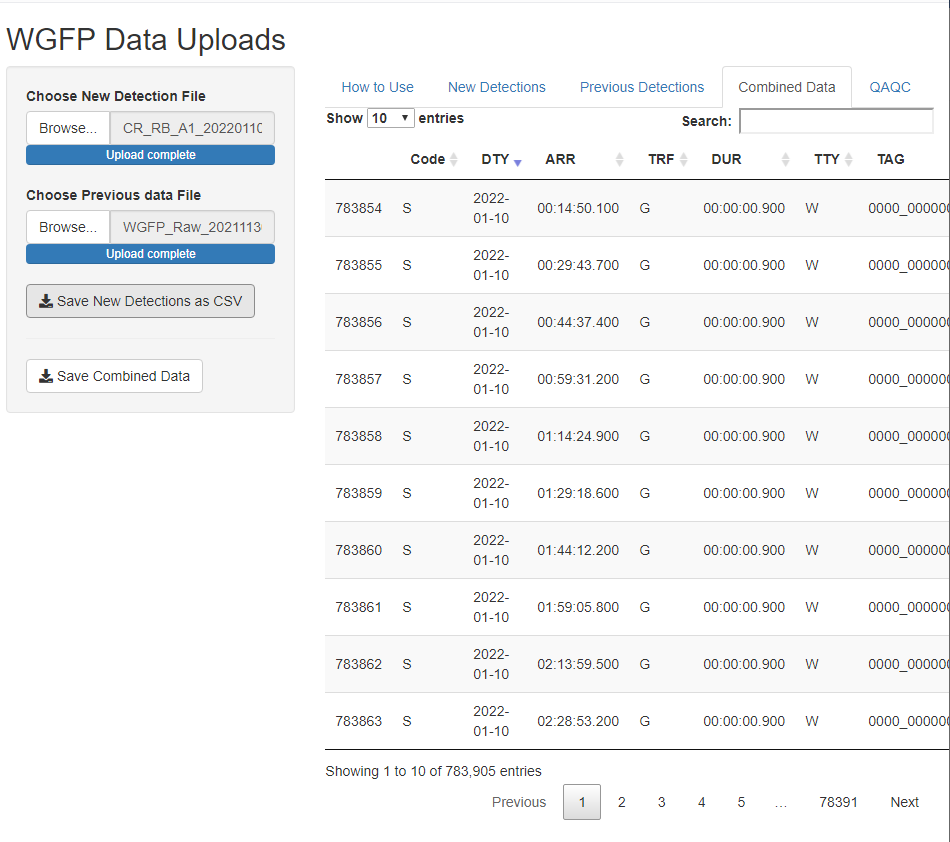 WGFP Data Uploads
Choose New Detection File
Browse... CR_RB_A1_20220110
Upload complete
Choose Previous data File
Browse... WGFP_Raw_2021113
Upload complete
Save New Detections as CSV
Save Combined Data
How to Use New Detections Previous Detections Combined Data QAQC
Show 10 entries
Search:
Code DTY ARR TRF DUR TTY TAG
783854 S 2022-01-10 00:14:50.100 G 00:00:00.900 W 0000_000000
783855 S 2022-01-10 00:29:43.700 G 00:00:00.900 W 0000_000000
783856 S 2022-01-10 00:44:37.400 G 00:00:00.900 W 0000_000000
783857 S 2022-01-10 00:59:31.200 G 00:00:00.900 W 0000_000000
783858 S 2022-01-10 01:14:24.900 G 00:00:00.900 W 0000_000000
783859 S 2022-01-10 01:29:18.600 G 00:00:00.900 W 0000_000000
783860 S 2022-01-10 01:44:12.200 G 00:00:00.900 W 0000_000000
783861 S 2022-01-10 01:59:05.800 G 00:00:00.900 W 0000_000000
783862 S 2022-01-10 02:13:59.500 G 00:00:00.900 W 0000_000000
783863 S 2022-01-10 02:28:53.200 G 00:00:00.900 W 0000_000000
Showing 1 to 10 of 783,905 entries
Previous 1 2 3 4 5 … 78391 Next